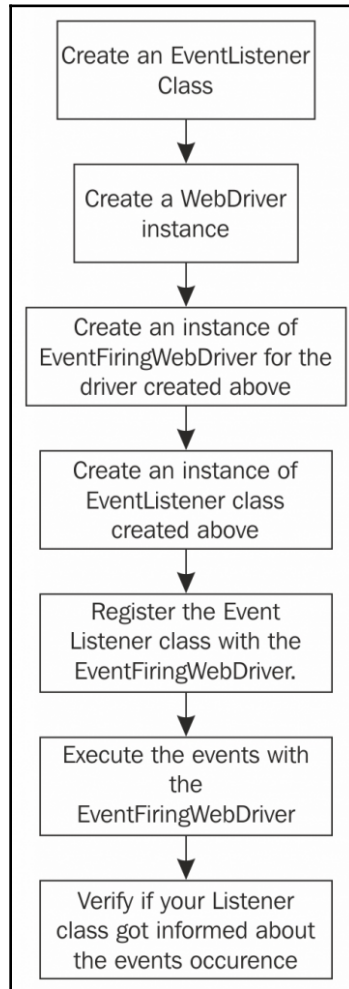 Create an EventListener
Class
Create a WebDriver
instance
Create an instance of
EventFiringWebDriver for the
driver created above
Create an instance of
EventListener class
created above
Register the Event
Listener class with the
EventFiringWebDriver.
Execute the events with
the
EventFiringWebDriver
Verify if your Listener
class got informed about
the events occurence